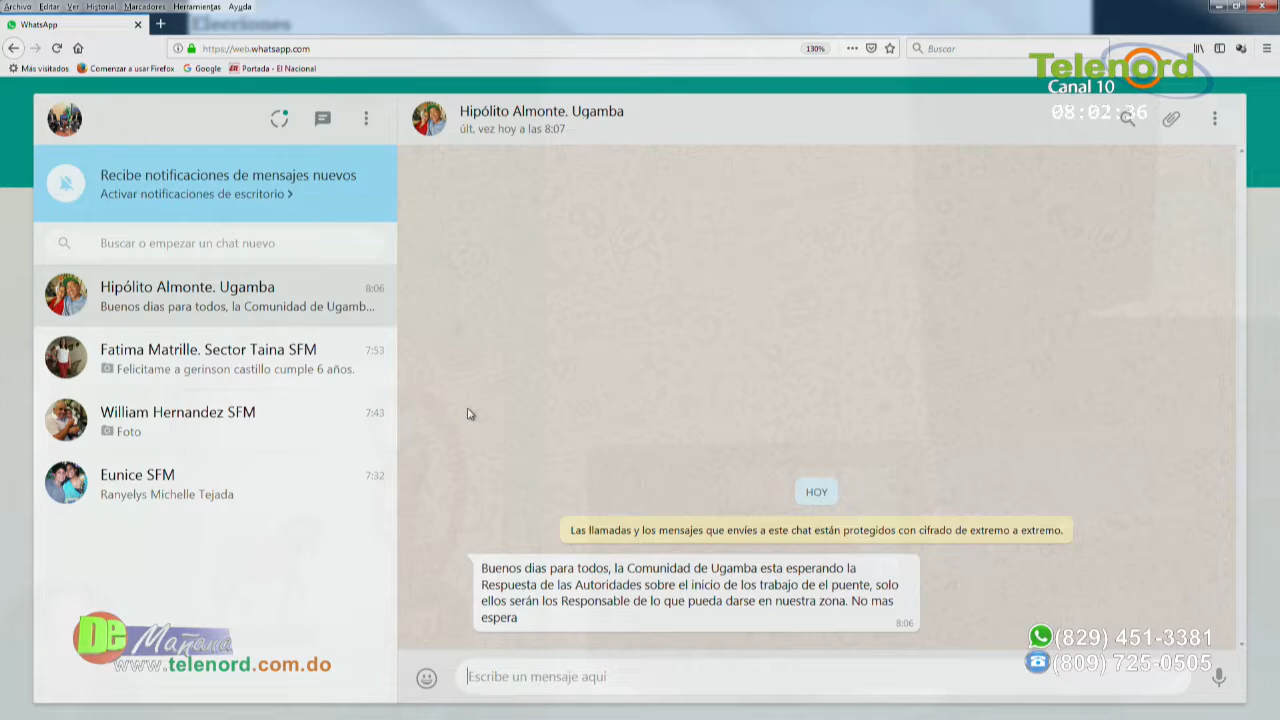 Archivo Editar Ver Historial Marcadores Herramientas Ayuda
WhatsApp
Elecciones
https://web.whatsapp.com
130%
Buscar
Más visitados Comenzar a usar Firefox Google Portada - El Nacional
Telenord
Canal 10
08:02:36
Hipólito Almonte. Ugamba
últ. vez hoy a las 8:07
Recibe notificaciones de mensajes nuevos
Activar notificaciones de escritorio >
Buscar o empezar un chat nuevo
Hipólito Almonte. Ugamba 8:06
Buenos dias para todos, la Comunidad de Ugamb...
Fatima Matrille. Sector Taina SFM 7:53
Felicitame a gerinson castillo cumple 6 años.
William Hernandez SFM 7:43
Foto
Eunice SFM 7:32
Ranyelys Michelle Tejada
HOY
Las llamadas y los mensajes que envíes a este chat están protegidos con cifrado de extremo a extremo.
Buenos dias para todos, la Comunidad de Ugamba esta esperando la
Respuesta de las Autoridades sobre el inicio de los trabajo de el puente, solo
ellos serán los Responsable de lo que pueda darse en nuestra zona. No mas
espera
8:06
Escribe un mensaje aquí
De Mañana
www.telenord.com.do
(829) 451-3381
(809) 725-0505